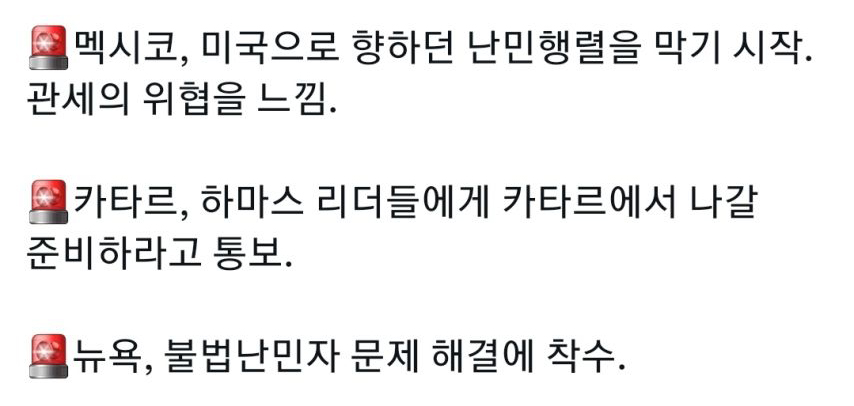 🚨멕시코, 미국으로 향하던 난민행렬을 막기 시작.
관세의 위협을 느낌.
🚨카타르, 하마스 리더들에게 카타르에서 나갈
준비하라고 통보.
🚨뉴욕, 불법난민자 문제 해결에 착수.